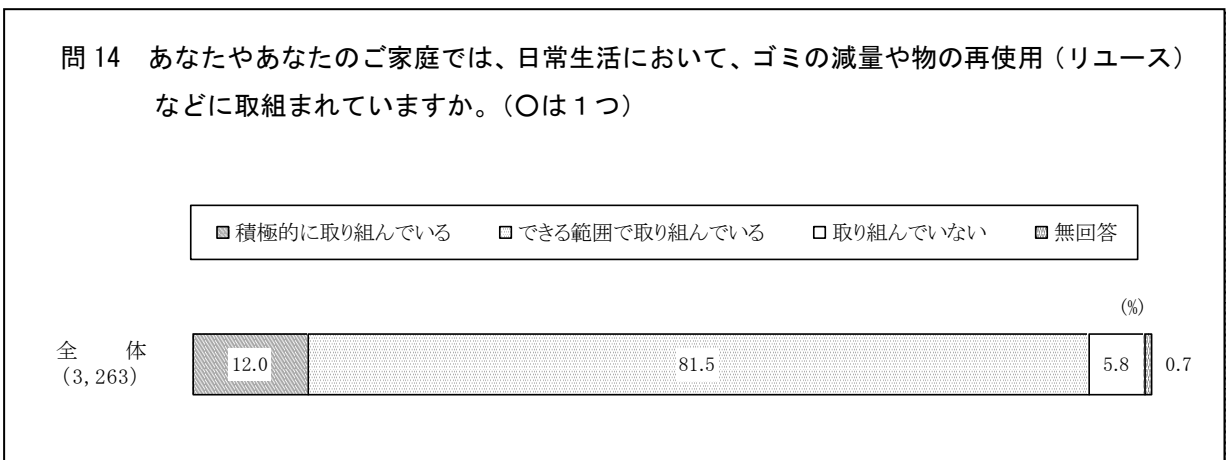 問 14　あなたやあなたのご家庭では、日常生活において、ゴミの減量や物の再使用（リユース）
などに取組まれていますか。（〇は１つ）
積極的に取り組んでいる　できる範囲で取り組んでいる　取り組んでいない　無回答
(%)
全　体
(3,263)
12.0　81.5　5.8　0.7